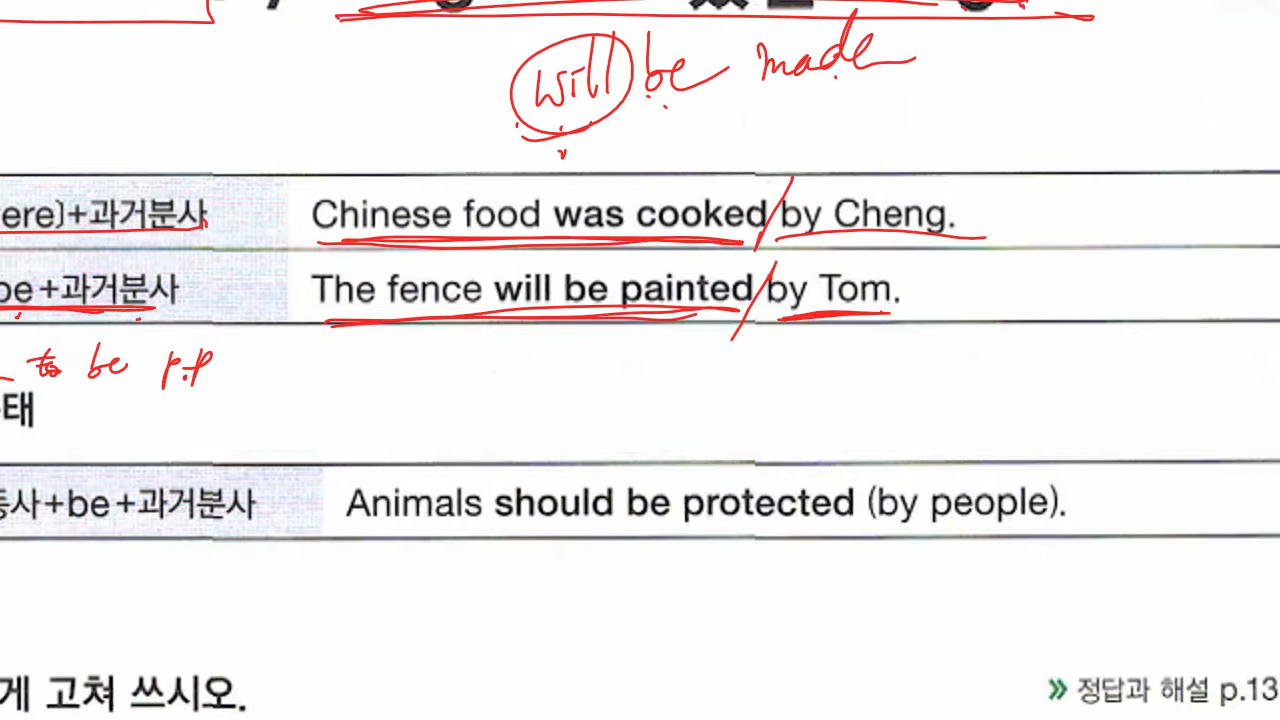 will be made
ere)+과거분사 Chinese food was cooked / by Cheng.
be+과거분사 The fence will be painted / by Tom.
to be p.p
태
동사+be+과거분사 Animals should be protected (by people).
게 고쳐 쓰시오. » 정답과 해설 p.13